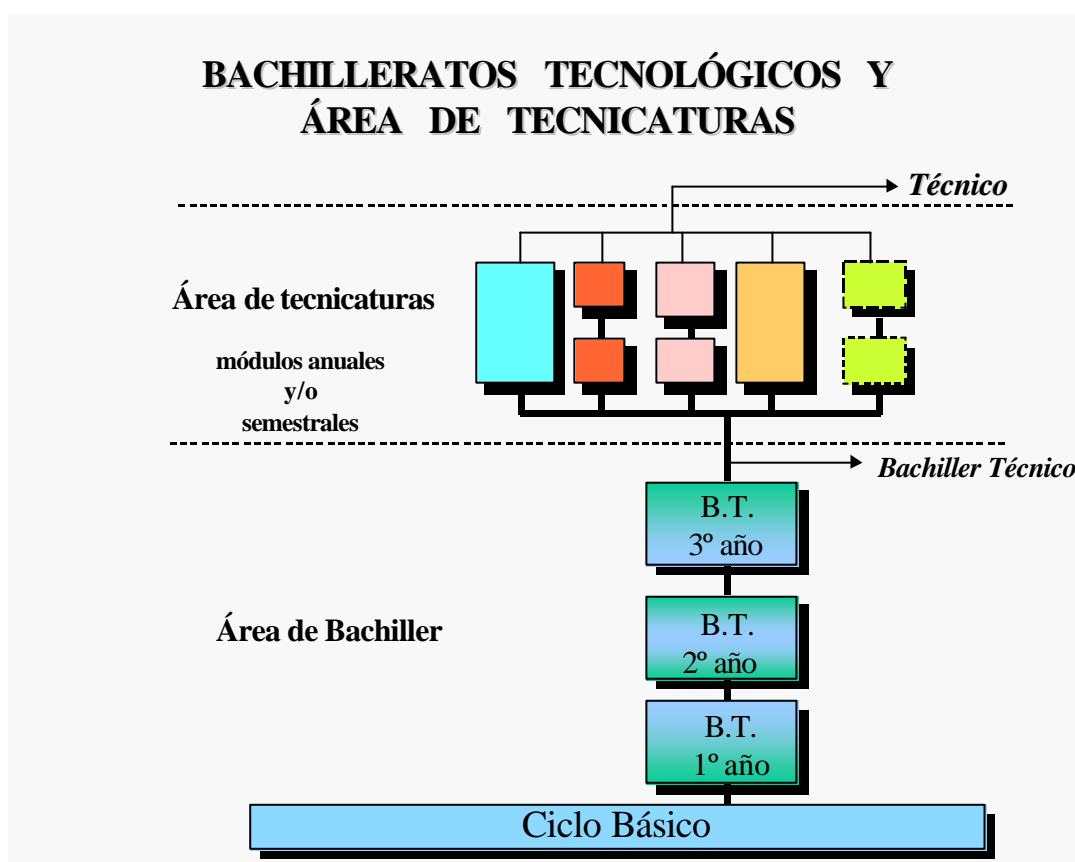 BACHILLERATOS TECNOLÓGICOS Y
ÁREA DE TECNICATURAS
Técnico
Área de tecnicaturas
módulos anuales
y/o
semestrales
Bachiller Técnico
B.T.
3º año
Área de Bachiller
B.T.
2º año
B.T.
1º año
Ciclo Básico